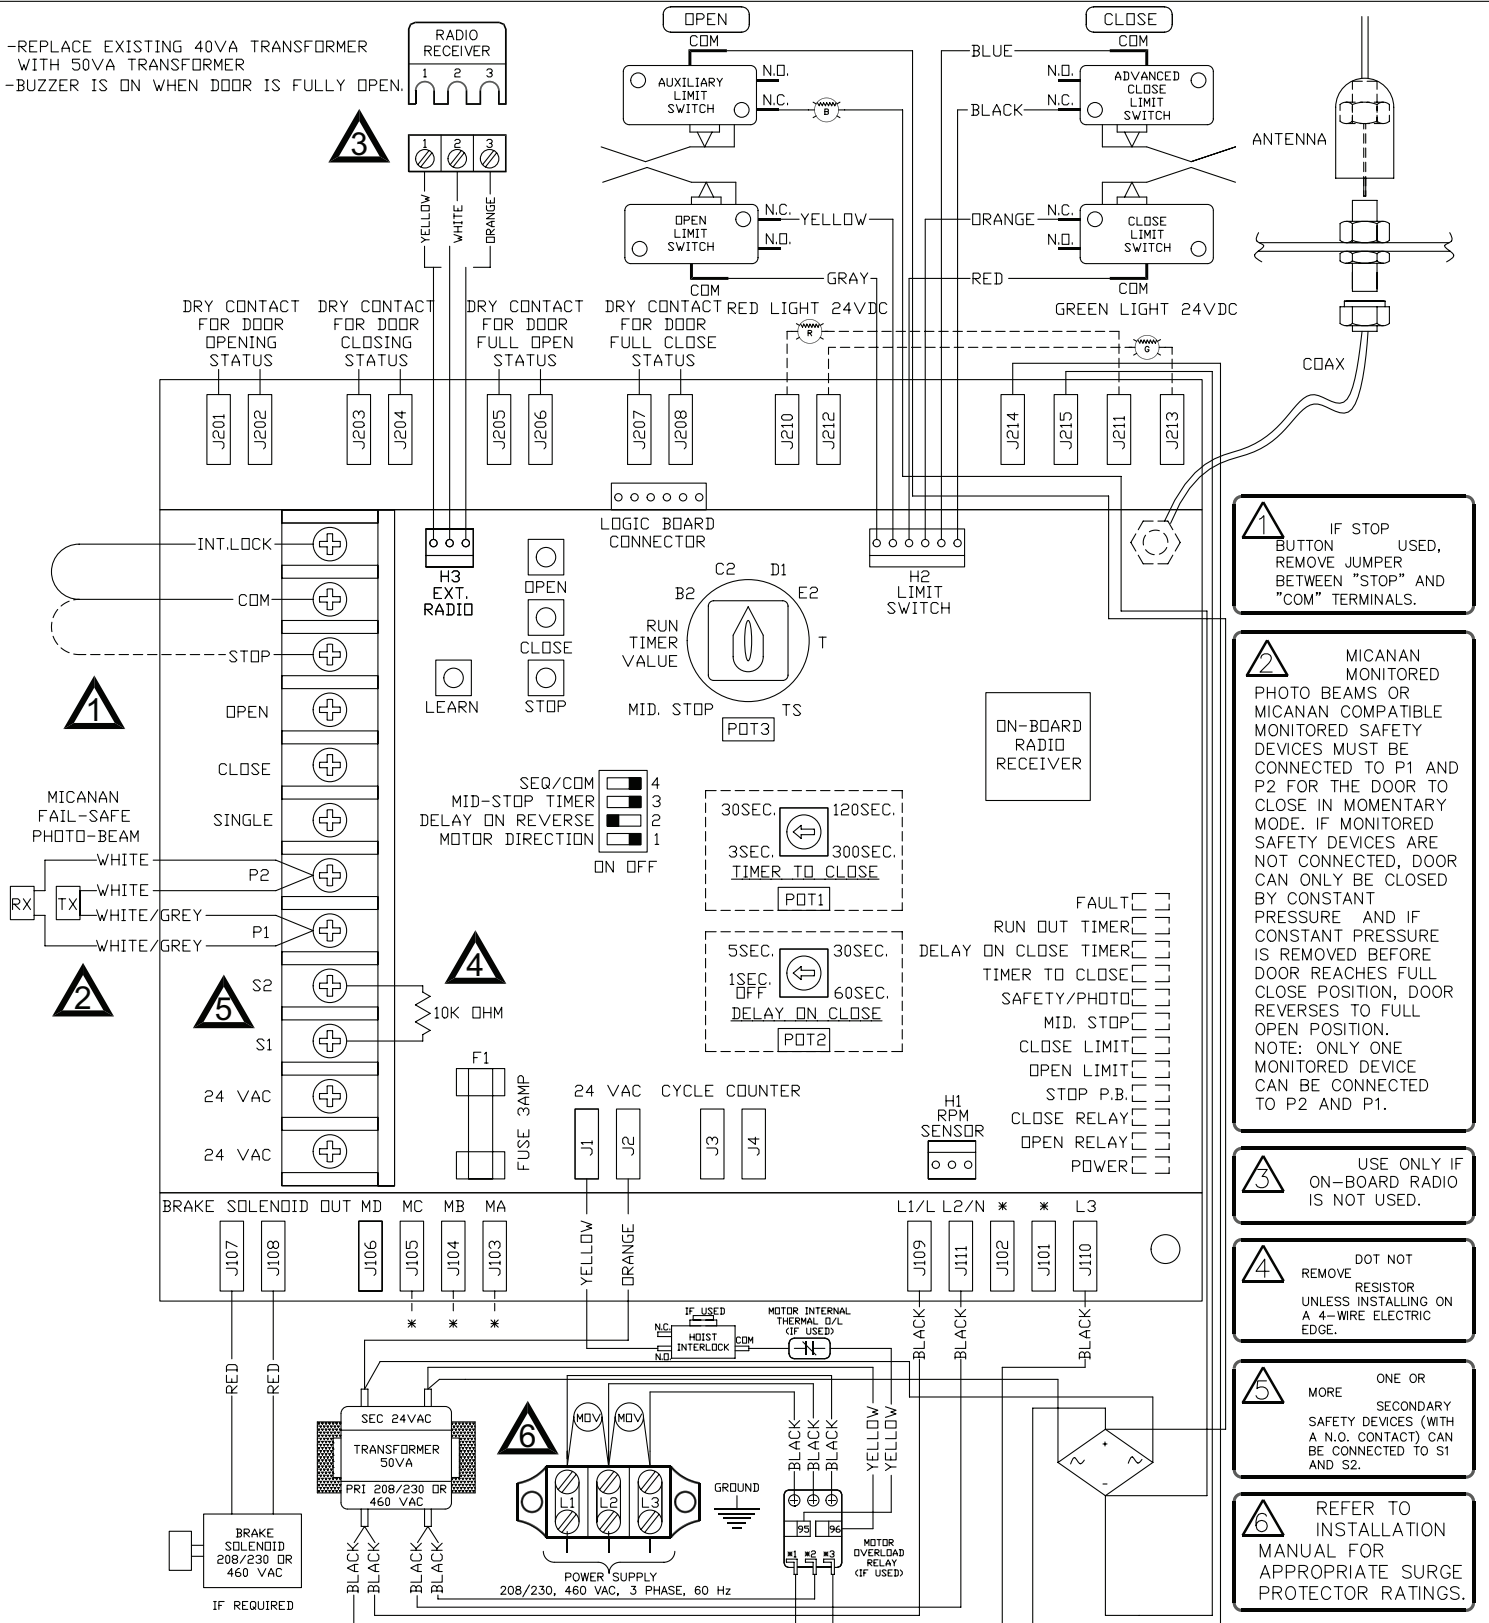 -REPLACE EXISTING 40VA TRANSFORMER
WITH 50VA TRANSFORMER
-BUZZER IS ON WHEN DOOR IS FULLY OPEN.
RADIO
RECEIVER
1 2 3
3
1 2 3
YELLOW
WHITE
ORANGE
OPEN
COM
AUXILIARY
LIMIT
SWITCH
N.O.
N.C.
B
OPEN
LIMIT
SWITCH
N.C.
N.O.
YELLOW
GRAY
COM
CLOSE
COM
BLUE
N.O.
N.C.
BLACK
ADVANCED
CLOSE
LIMIT
SWITCH
ORANGE
N.C.
N.O.
CLOSE
LIMIT
SWITCH
RED
COM
ANTENNA
COAX
DRY CONTACT
FOR DOOR
OPENING
STATUS
DRY CONTACT
FOR DOOR
CLOSING
STATUS
DRY CONTACT
FOR DOOR
FULL OPEN
STATUS
DRY CONTACT
FOR DOOR
FULL CLOSE
STATUS
RED LIGHT 24VDC
R
GREEN LIGHT 24VDC
G
J201
J202
J203
J204
J205
J206
J207
J208
J210
J212
J214
J215
J211
J213
LOGIC BOARD
CONNECTOR
INT.LOCK
COM
STOP
OPEN
CLOSE
SINGLE
P2
P1
S2
S1
24 VAC
24 VAC
1
MICANAN
FAIL-SAFE
PHOTO-BEAM
WHITE
WHITE
WHITE/GREY
WHITE/GREY
RX
TX
2
5
4
10K OHM
H3
EXT.
RADIO
OPEN
CLOSE
LEARN
STOP
H2
LIMIT
SWITCH
C2
D1
B2
E2
RUN
TIMER
VALUE
T
MID. STOP
TS
POT3
ON-BOARD
RADIO
RECEIVER
SEQ/COM 4
MID-STOP TIMER 3
DELAY ON REVERSE 2
MOTOR DIRECTION 1
ON OFF
30SEC. 120SEC.
3SEC. 300SEC.
TIMER TO CLOSE
POT1
5SEC. 30SEC.
1SEC.
OFF 60SEC.
DELAY ON CLOSE
POT2
FAULT
RUN OUT TIMER
DELAY ON CLOSE TIMER
TIMER TO CLOSE
SAFETY/PHOTO
MID. STOP
CLOSE LIMIT
OPEN LIMIT
STOP P.B.
CLOSE RELAY
OPEN RELAY
POWER
F1
FUSE 3AMP
24 VAC
CYCLE COUNTER
J1
J2
J3
J4
H1
RPM
SENSOR
BRAKE SOLENOID OUT MD MC MB MA
J107
J108
J106
J105
J104
J103
* * *
L1/L L2/N * * L3
J109
J111
J102
J101
J110
RED
RED
YELLOW
ORANGE
BLACK
BLACK
BLACK
IF USED
N.C.
N.O.
HOIST
INTERLOCK
COM
MOTOR INTERNAL
THERMAL O/L
(IF USED)
SEC 24VAC
TRANSFORMER
50VA
PRI 208/230 OR
460 VAC
BLACK
BLACK
BLACK
BLACK
BRAKE
SOLENOID
208/230 OR
460 VAC
IF REQUIRED
6
MOV
MOV
L1
L2
L3
GROUND
POWER SUPPLY
208/230, 460 VAC, 3 PHASE, 60 Hz
BLACK
BLACK
BLACK
YELLOW
YELLOW
95
96
*1 *2 *3
MOTOR
OVERLOAD
RELAY
(IF USED)
+
-
1
IF STOP
BUTTON USED,
REMOVE JUMPER
BETWEEN "STOP" AND
"COM" TERMINALS.
2
MICANAN
MONITORED
PHOTO BEAMS OR
MICANAN COMPATIBLE
MONITORED SAFETY
DEVICES MUST BE
CONNECTED TO P1 AND
P2 FOR THE DOOR TO
CLOSE IN MOMENTARY
MODE. IF MONITORED
SAFETY DEVICES ARE
NOT CONNECTED, DOOR
CAN ONLY BE CLOSED
BY CONSTANT
PRESSURE AND IF
CONSTANT PRESSURE
IS REMOVED BEFORE
DOOR REACHES FULL
CLOSE POSITION, DOOR
REVERSES TO FULL
OPEN POSITION.
NOTE: ONLY ONE
MONITORED DEVICE
CAN BE CONNECTED
TO P2 AND P1.
3
USE ONLY IF
ON-BOARD RADIO
IS NOT USED.
4
DOT NOT
REMOVE
RESISTOR
UNLESS INSTALLING ON
A 4-WIRE ELECTRIC
EDGE.
5
ONE OR
MORE
SECONDARY
SAFETY DEVICES (WITH
A N.O. CONTACT) CAN
BE CONNECTED TO S1
AND S2.
6
REFER TO
INSTALLATION
MANUAL FOR
APPROPRIATE SURGE
PROTECTOR RATINGS.